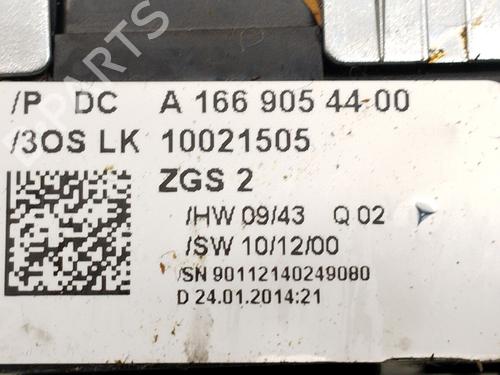 /P DC A 166 905 44-00
/3OS LK 10021505
ZGS 2
/HW 09/43 Q 02
/SW 10/12/00
/SN 90112140249080
D 24.01.2014:21